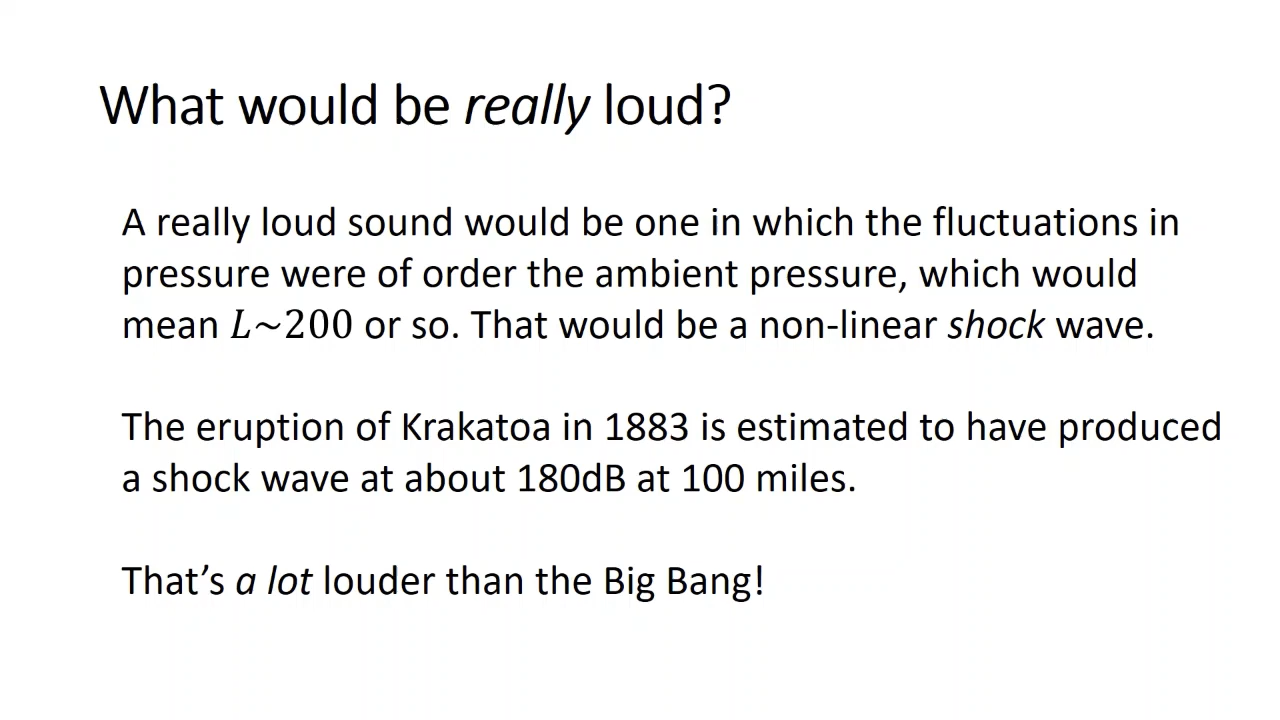 What would be really loud?
A really loud sound would be one in which the fluctuations in
pressure were of order the ambient pressure, which would
mean L~200 or so. That would be a non-linear shock wave.
The eruption of Krakatoa in 1883 is estimated to have produced
a shock wave at about 180dB at 100 miles.
That’s a lot louder than the Big Bang!